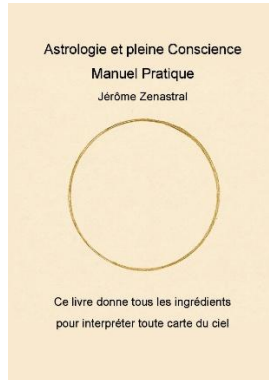 Astrologie et pleine Conscience
Manuel Pratique
Jérôme Zenastral
Ce livre donne tous les ingrédients
pour interpréter toute carte du ciel